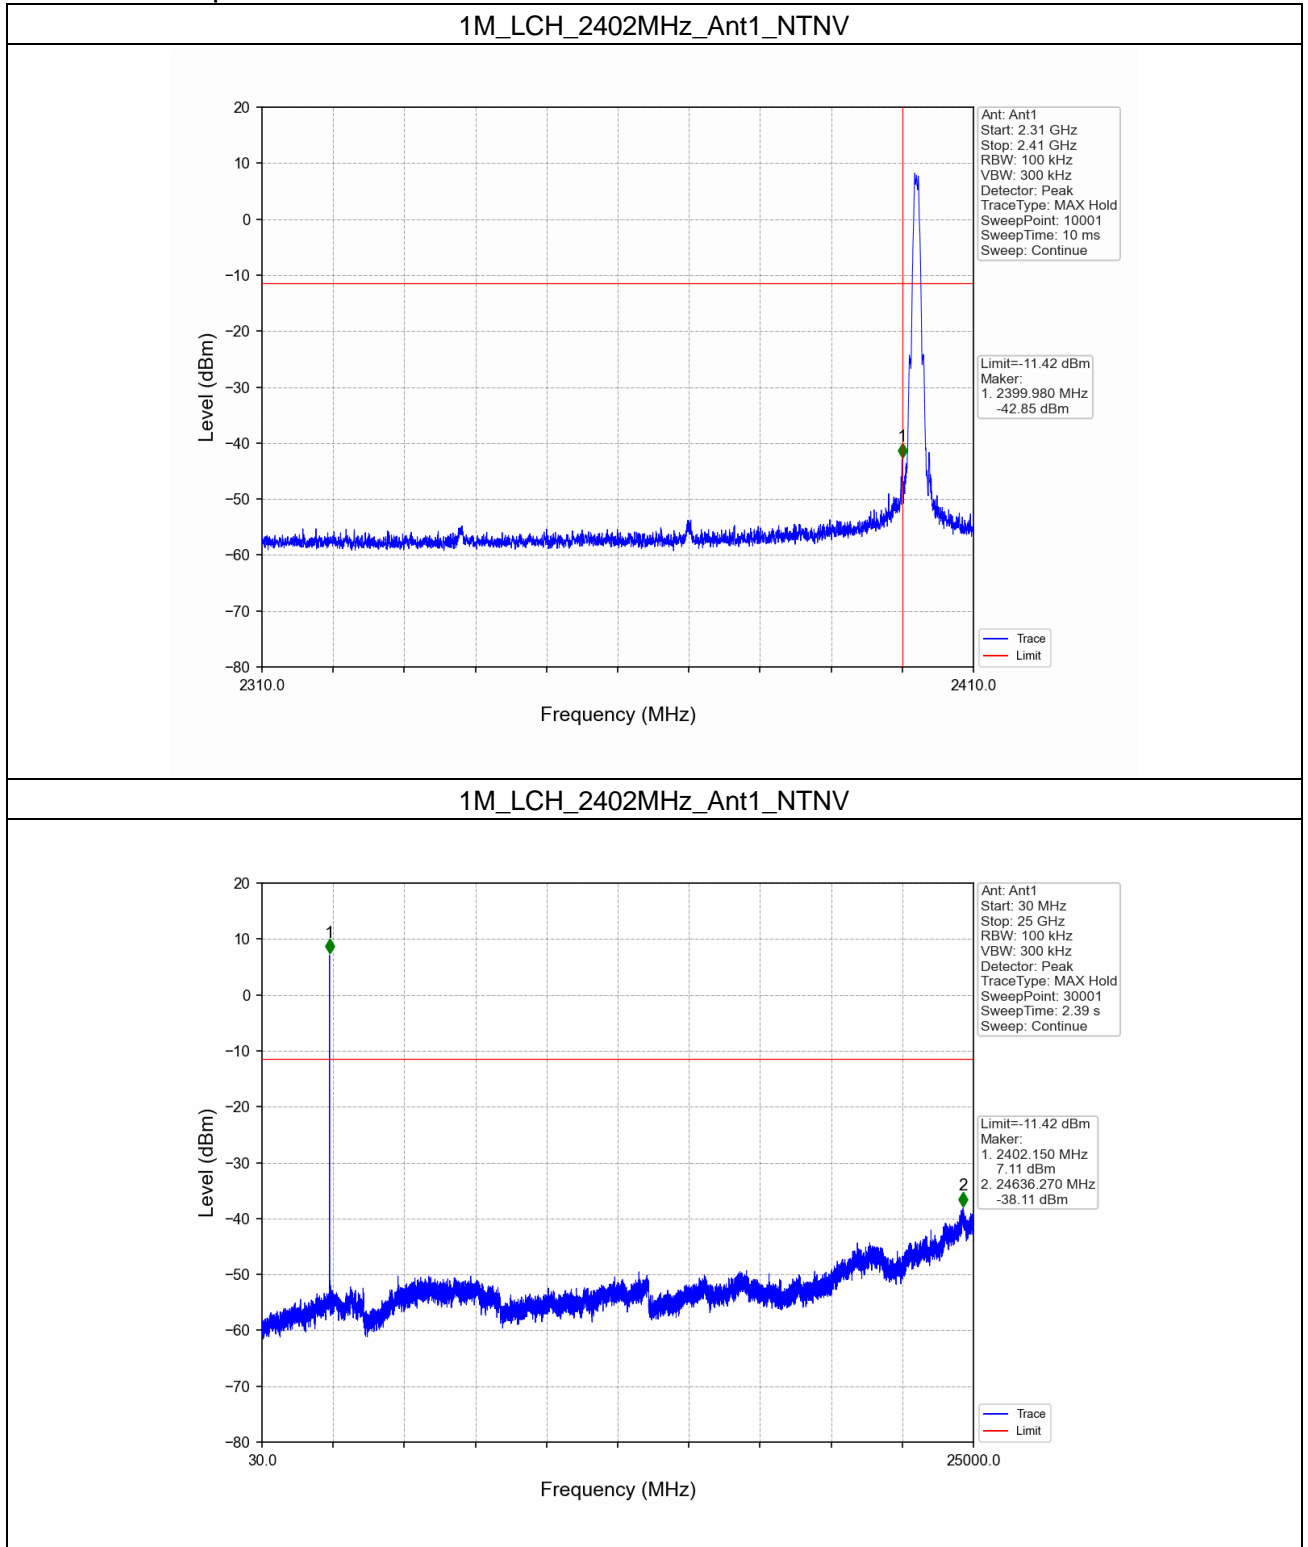 1M_LCH_2402MHz_Ant1_NTNV
20
10
0
−10
−20
−30
−40
−50
−60
−70
−80
Level (dBm)
1
2310.0
2410.0
Frequency (MHz)
Ant: Ant1
Start: 2.31 GHz
Stop: 2.41 GHz
RBW: 100 kHz
VBW: 300 kHz
Detector: Peak
TraceType: MAX Hold
SweepPoint: 10001
SweepTime: 10 ms
Sweep: Continue
Limit=-11.42 dBm
Maker:
1. 2399.980 MHz
-42.85 dBm
Trace
Limit
1M_LCH_2402MHz_Ant1_NTNV
20
10
0
−10
−20
−30
−40
−50
−60
−70
−80
Level (dBm)
1
2
30.0
25000.0
Frequency (MHz)
Ant: Ant1
Start: 30 MHz
Stop: 25 GHz
RBW: 100 kHz
VBW: 300 kHz
Detector: Peak
TraceType: MAX Hold
SweepPoint: 30001
SweepTime: 2.39 s
Sweep: Continue
Limit=-11.42 dBm
Maker:
1. 2402.150 MHz
7.11 dBm
2. 24636.270 MHz
-38.11 dBm
Trace
Limit